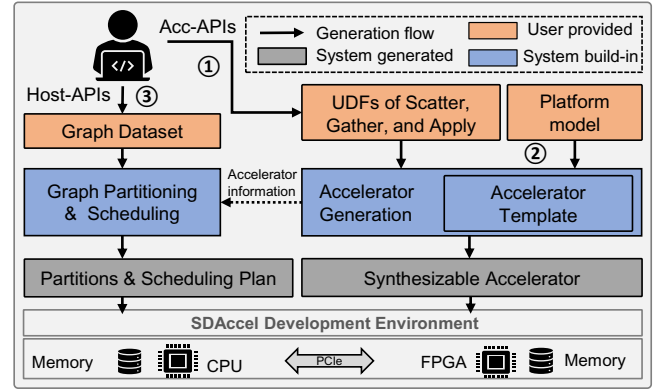 Acc-APIs
①
Generation flow
User provided
System generated
System build-in
</>
Host-APIs
③
Graph Dataset
UDFs of Scatter,
Gather, and Apply
Platform
model
②
Graph Partitioning
& Scheduling
Accelerator
information
Accelerator
Generation
Accelerator
Template
Partitions & Scheduling Plan
Synthesizable Accelerator
SDAccel Development Environment
Memory
CPU
PCIe
FPGA
Memory